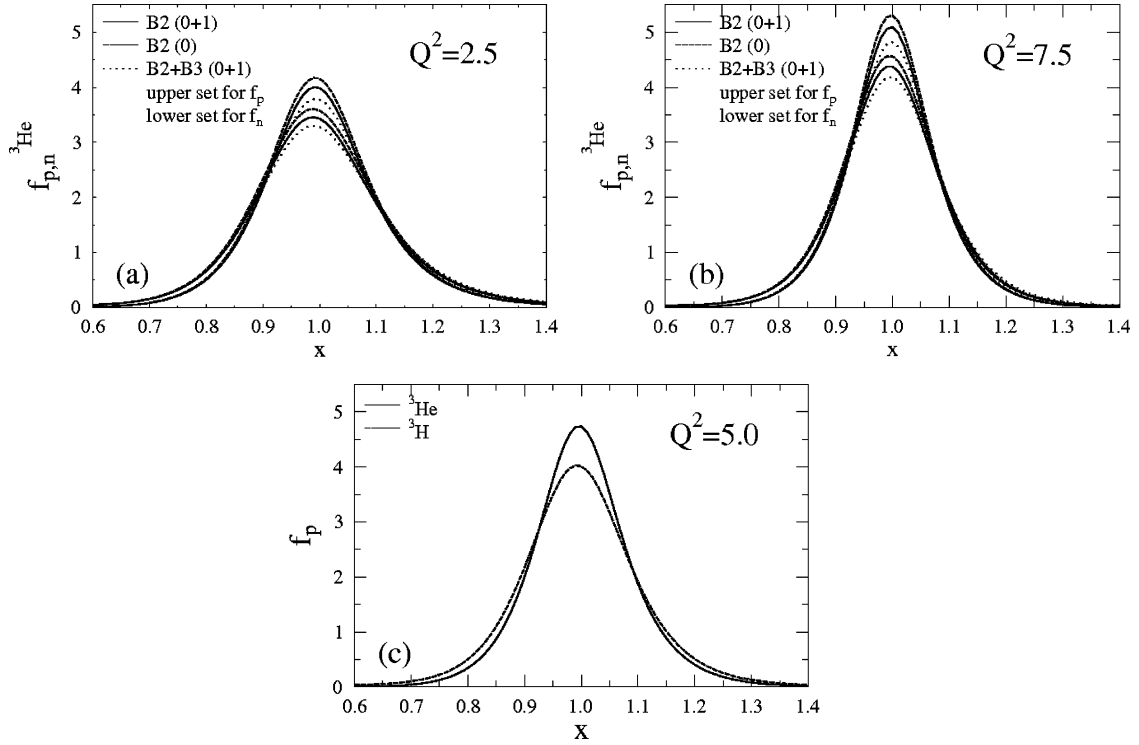 5
4
3
2
1
0
B2 (0+1)
B2 (0)
B2+B3 (0+1)
upper set for f_p
lower set for f_n
Q²=2.5
³He
f_p,n
(a)
0.6 0.7 0.8 0.9 1.0 1.1 1.2 1.3 1.4
x
5
4
3
2
1
0
B2 (0+1)
B2 (0)
B2+B3 (0+1)
upper set for f_p
lower set for f_n
Q²=7.5
³He
f_p,n
(b)
0.6 0.7 0.8 0.9 1.0 1.1 1.2 1.3 1.4
x
5
4
3
2
1
0
³He
³H
Q²=5.0
f_p
(c)
0.6 0.7 0.8 0.9 1.0 1.1 1.2 1.3 1.4
x